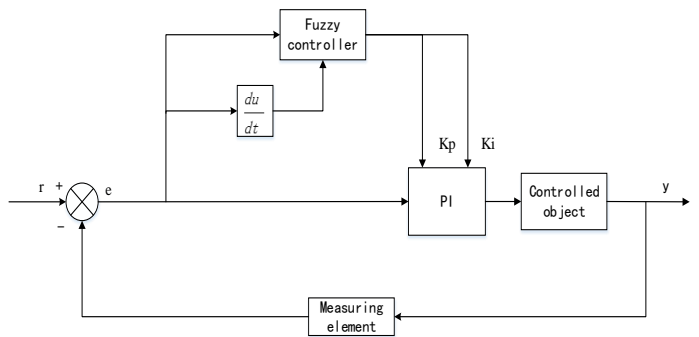 Fuzzy
controller
du
dt
Kp Ki
r + e
PI
Controlled
object
y
−
Measuring
element